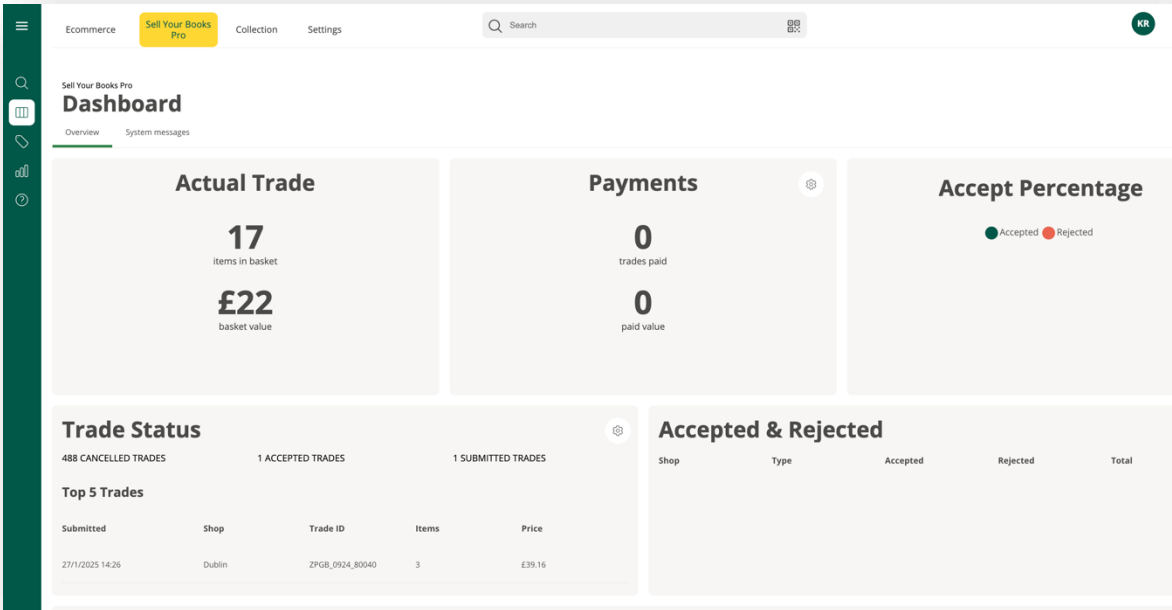 Ecommerce
Sell Your Books
Pro
Collection
Settings
Search
KR
Sell Your Books Pro
Dashboard
Overview
System messages
Actual Trade
17
items in basket
£22
basket value
Payments
0
trades paid
0
paid value
Accept Percentage
Accepted Rejected
Trade Status
488 CANCELLED TRADES 1 ACCEPTED TRADES 1 SUBMITTED TRADES
Top 5 Trades
Submitted Shop Trade ID Items Price
27/1/2025 14:26 Dublin ZPGB_0924_80040 3 £39.16
Accepted & Rejected
Shop Type Accepted Rejected Total